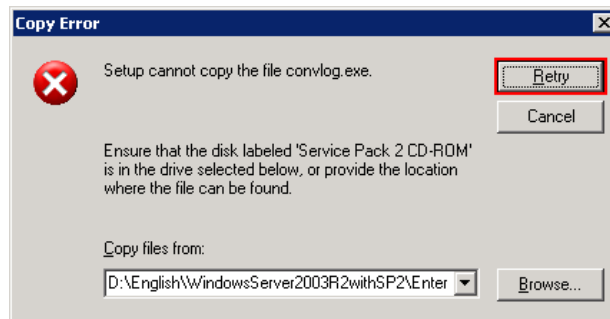 Copy Error
Setup cannot copy the file convlog.exe.
Retry
Cancel
Ensure that the disk labeled 'Service Pack 2 CD-ROM'
is in the drive selected below, or provide the location
where the file can be found.
Copy files from:
D:\English\WindowsServer2003R2withSP2\Enter
Browse...